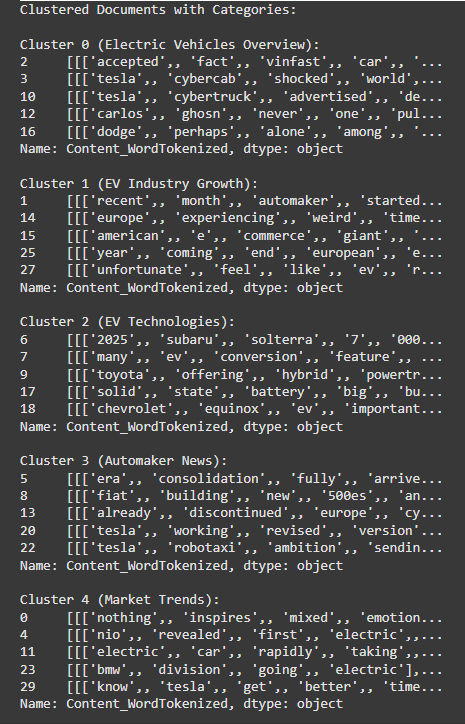 Clustered Documents with Categories:
Cluster 0 (Electric Vehicles Overview):
2     [[['accepted',, 'fact',, 'vinfast',, 'car',, '...
3     [[['tesla',, 'cybercab',, 'shocked',, 'world',...
10    [[['tesla',, 'cybertruck',, 'advertised',, 'de...
12    [[['carlos',, 'ghosn',, 'never',, 'one',, 'pul...
16    [[['dodge',, 'perhaps',, 'alone',, 'among',, '...
Name: Content_WordTokenized, dtype: object
Cluster 1 (EV Industry Growth):
1     [[['recent',, 'month',, 'automaker',, 'started...
14    [[['europe',, 'experiencing',, 'weird',, 'time...
15    [[['american',, 'e',, 'commerce',, 'giant',, '...
25    [[['year',, 'coming',, 'end',, 'european',, 'e...
27    [[['unfortunate',, 'feel',, 'like',, 'ev',, 'r...
Name: Content_WordTokenized, dtype: object
Cluster 2 (EV Technologies):
6     [[['2025',, 'subaru',, 'solterra',, '7',, '000...
7     [[['many',, 'ev',, 'conversion',, 'feature',, ...
9     [[['toyota',, 'offering',, 'hybrid',, 'powertr...
17    [[['solid',, 'state',, 'battery',, 'big',, 'bu...
18    [[['chevrolet',, 'equinox',, 'ev',, 'important...
Name: Content_WordTokenized, dtype: object
Cluster 3 (Automaker News):
5     [[['era',, 'consolidation',, 'fully',, 'arrive...
8     [[['fiat',, 'building',, 'new',, '500es',, 'an...
13    [[['already',, 'discontinued',, 'europe',, 'cy...
20    [[['tesla',, 'working',, 'revised',, 'version'...
22    [[['tesla',, 'robotaxi',, 'ambition',, 'sendin...
Name: Content_WordTokenized, dtype: object
Cluster 4 (Market Trends):
0     [[['nothing',, 'inspires',, 'mixed',, 'emotion...
4     [[['nio',, 'revealed',, 'first',, 'electric',,...
11    [[['electric',, 'car',, 'rapidly',, 'taking',,...
23    [[['bmw',, 'division',, 'going',, 'electric'],...
29    [[['know',, 'tesla',, 'get',, 'better',, 'time...
Name: Content_WordTokenized, dtype: object